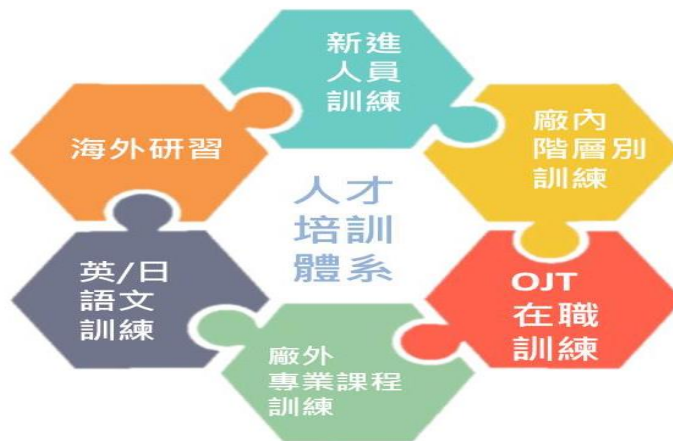 新進
人員
訓練
廠內
階層別
訓練
OJT
在職
訓練
廠外
專業課程
訓練
英/日
語文
訓練
海外研習
人才
培訓
體系